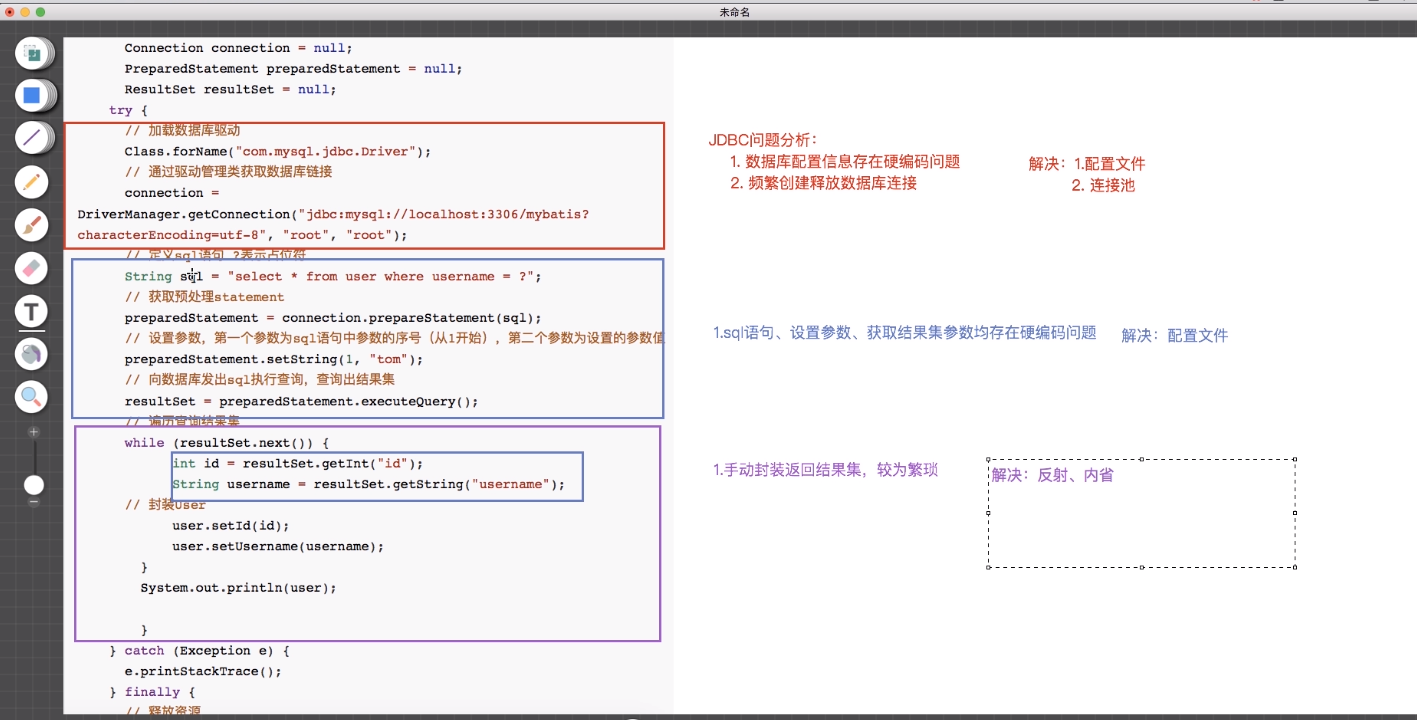 未命名
Connection connection = null;
PreparedStatement preparedStatement = null;
ResultSet resultSet = null;
try {
// 加载数据库驱动
Class.forName("com.mysql.jdbc.Driver");
// 通过驱动管理类获取数据库链接
connection =
DriverManager.getConnection("jdbc:mysql://localhost:3306/mybatis?
characterEncoding=utf-8", "root", "root");
// 定义sql语句 ?表示占位符
String sql = "select * from user where username = ?";
// 获取预处理statement
preparedStatement = connection.prepareStatement(sql);
// 设置参数，第一个参数为sql语句中参数的序号（从1开始），第二个参数为设置的参数值
preparedStatement.setString(1, "tom");
// 向数据库发出sql执行查询，查询出结果集
resultSet = preparedStatement.executeQuery();
// 遍历查询结果集
while (resultSet.next()) {
int id = resultSet.getInt("id");
String username = resultSet.getString("username");
// 封装User
user.setId(id);
user.setUsername(username);
}
System.out.println(user);
}
} catch (Exception e) {
e.printStackTrace();
} finally {
// 释放资源
JDBC问题分析：
1. 数据库配置信息存在硬编码问题
2. 频繁创建释放数据库连接
解决：1.配置文件
2. 连接池
1.sql语句、设置参数、获取结果集参数均存在硬编码问题
解决：配置文件
1.手动封装返回结果集，较为繁琐
解决：反射、内省
T